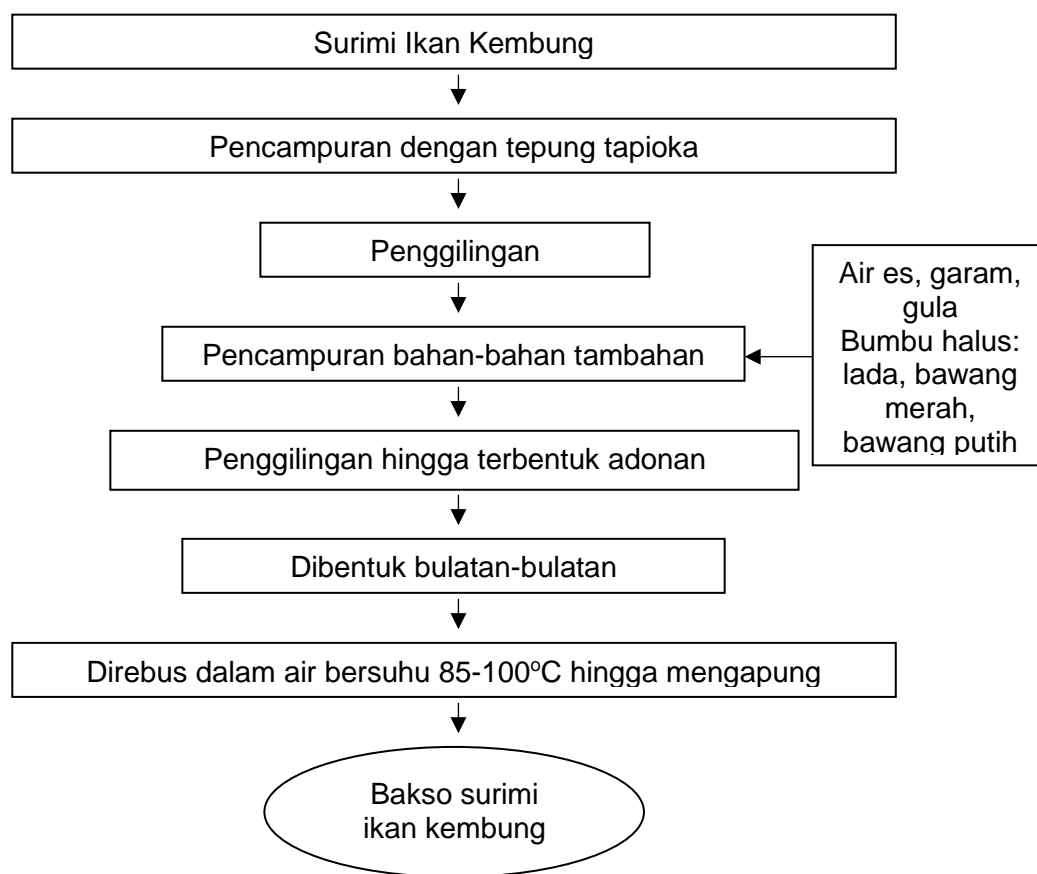 Surimi Ikan Kembung
Pencampuran dengan tepung tapioka
Penggilingan
Air es, garam,
gula
Bumbu halus:
lada, bawang
merah,
bawang putih
Pencampuran bahan-bahan tambahan
Penggilingan hingga terbentuk adonan
Dibentuk bulatan-bulatan
Direbus dalam air bersuhu 85-100°C hingga mengapung
Bakso surimi
ikan kembung